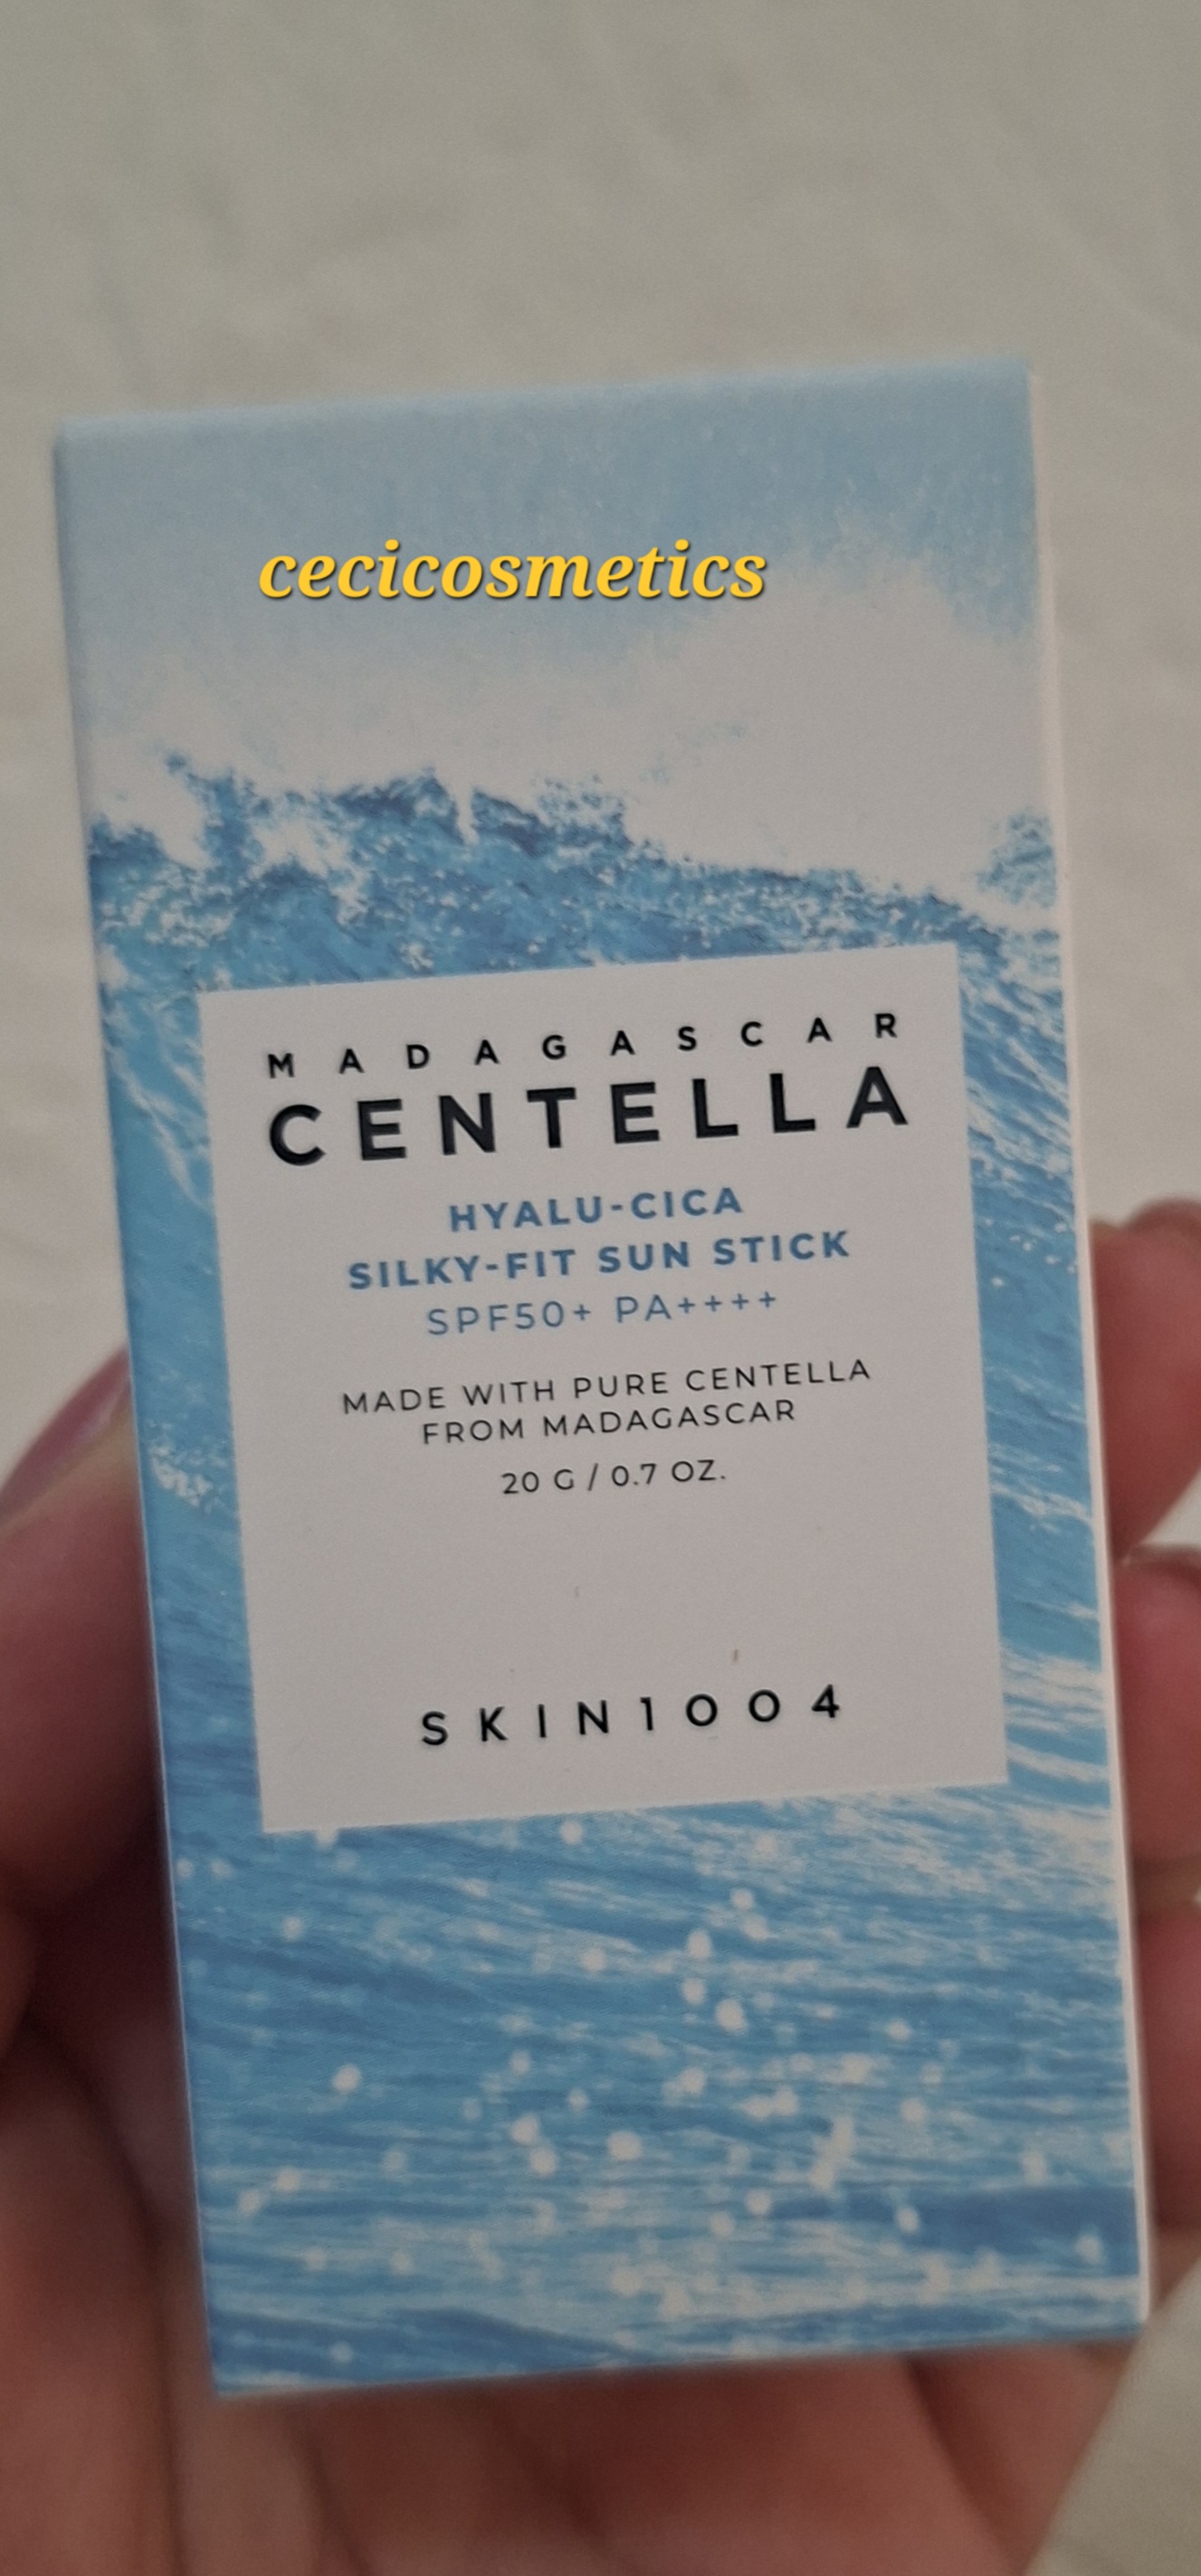 cecicosmetics
MADAGASCAR
CENTELLA
HYALU-CICA
SILKY-FIT SUN STICK
SPF50+ PA++++
MADE WITH PURE CENTELLA
FROM MADAGASCAR
20 G / 0.7 OZ.
SKIN1004